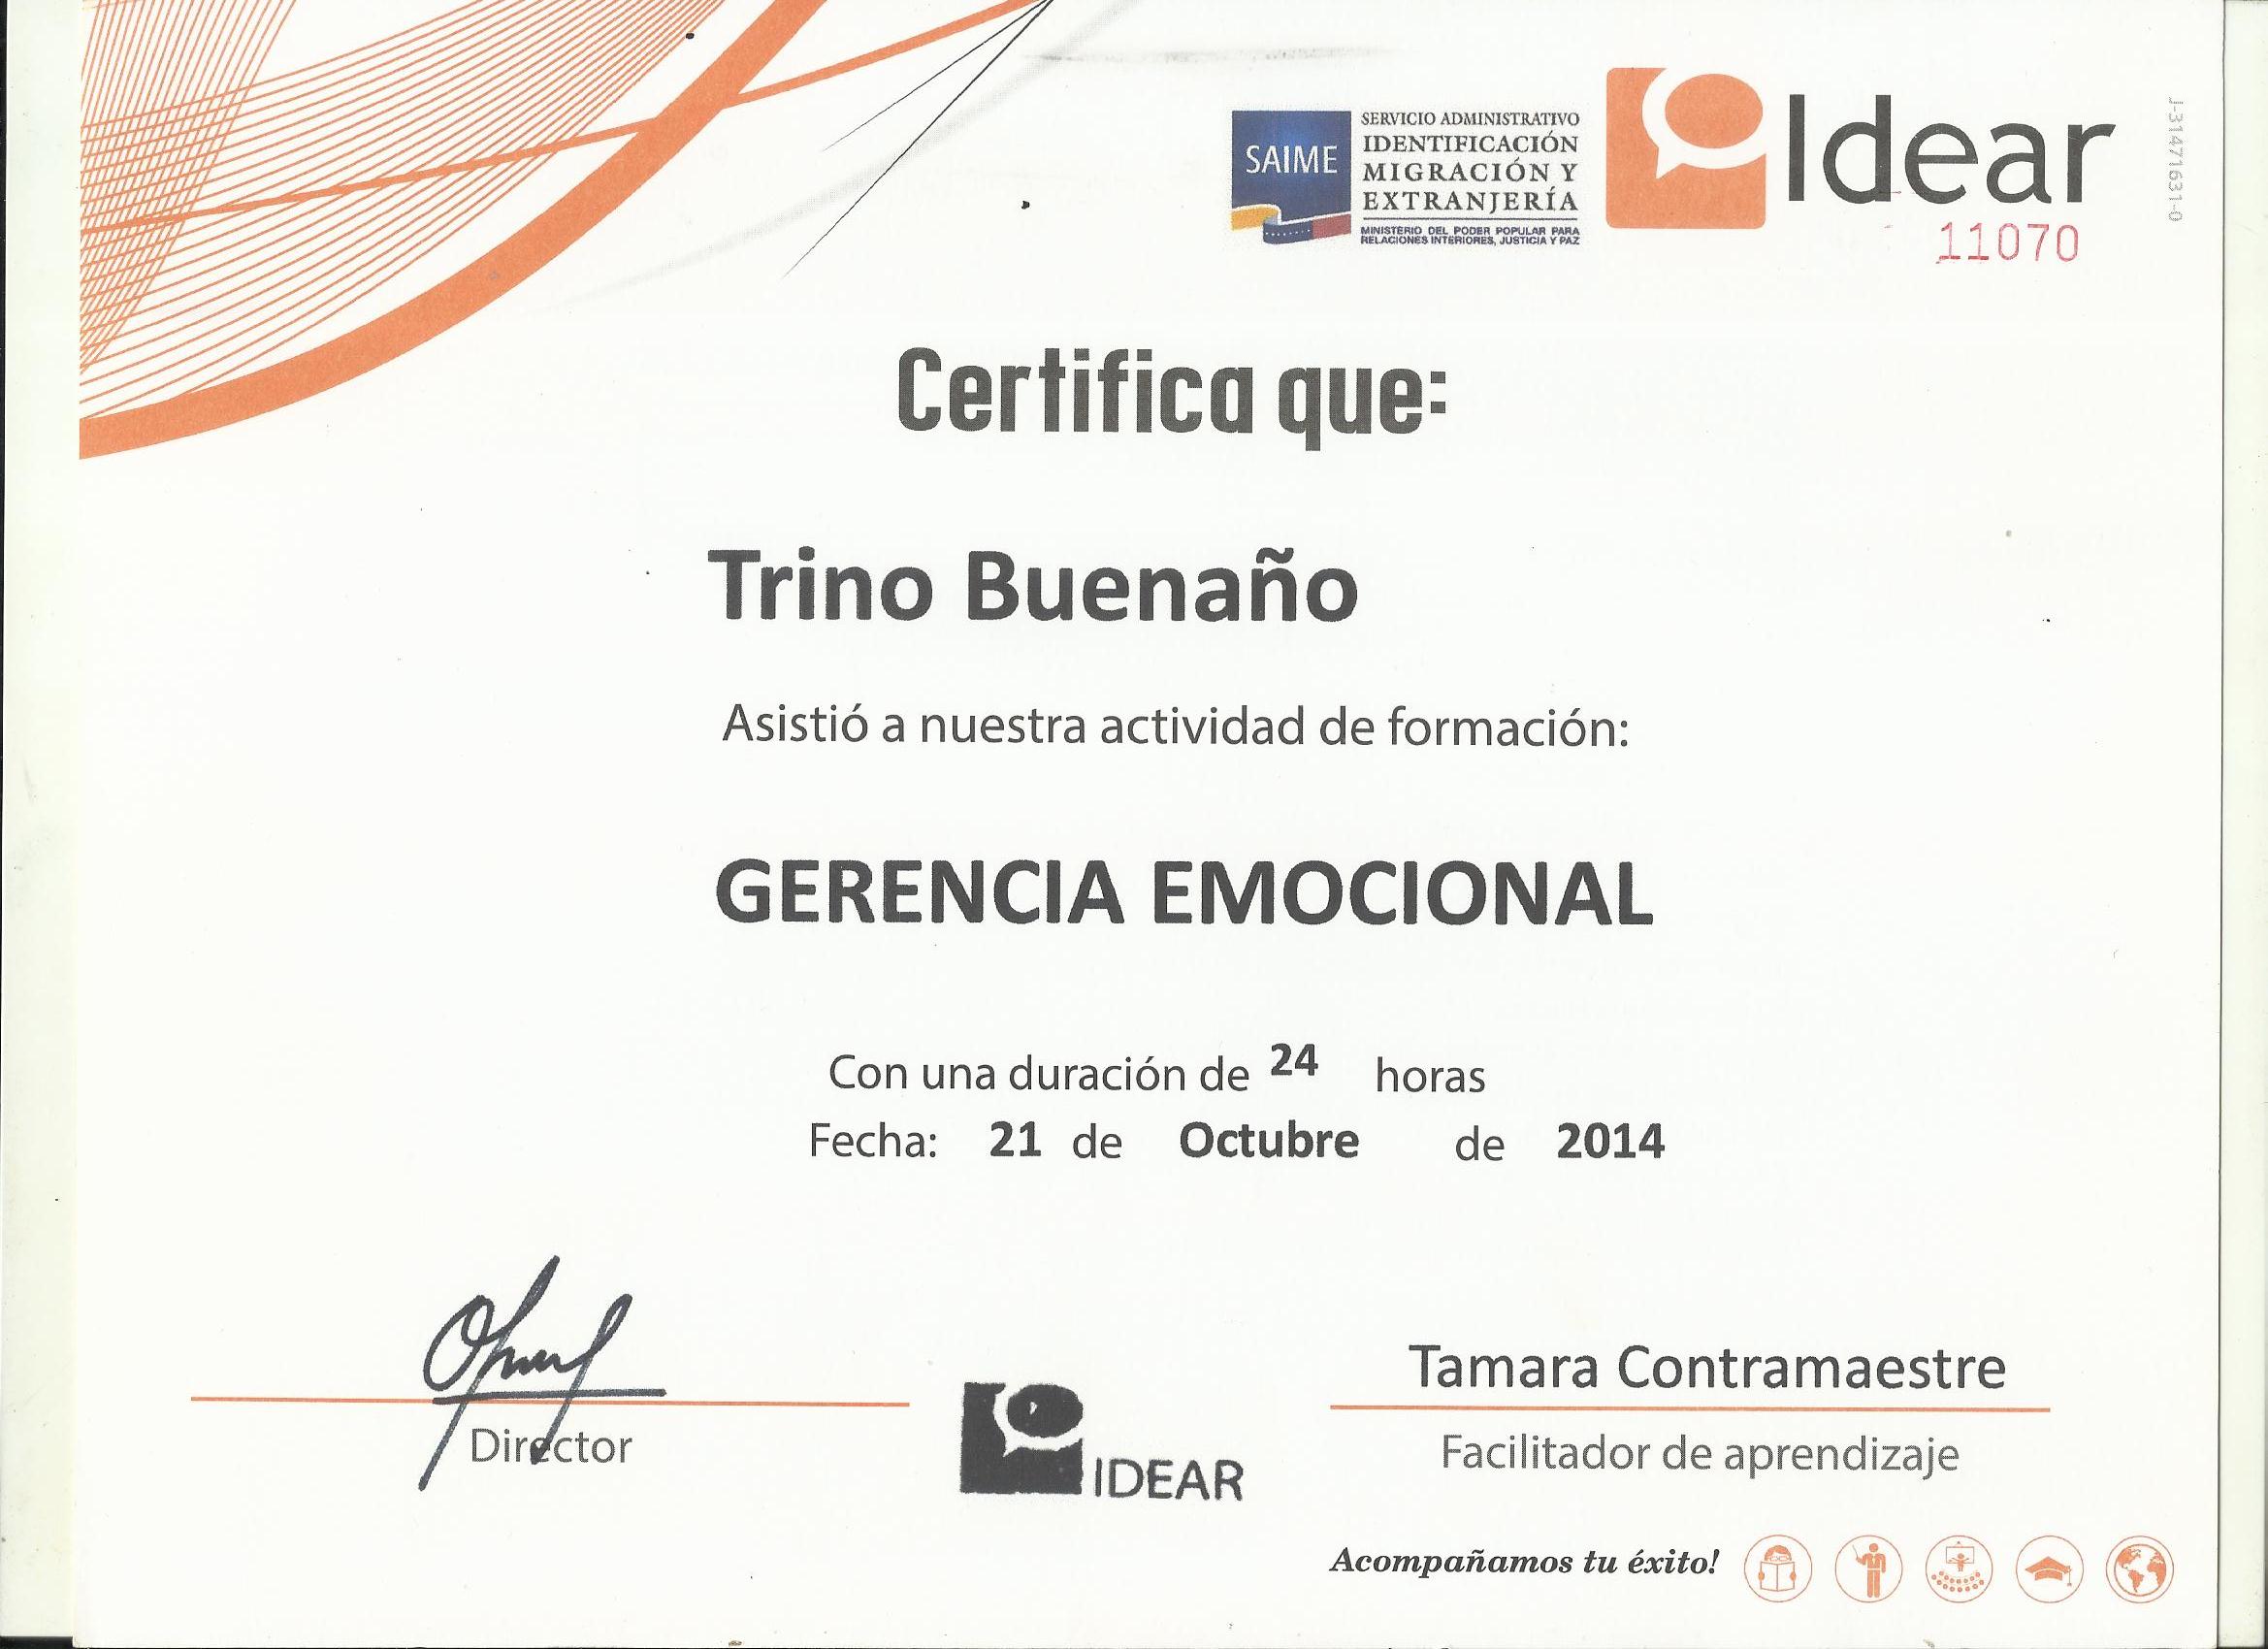 SAIME
SERVICIO ADMINISTRATIVO
IDENTIFICACIÓN
MIGRACIÓN Y
EXTRANJERÍA
MINISTERIO DEL PODER POPULAR PARA
RELACIONES INTERIORES, JUSTICIA Y PAZ
Idear
J-31471631-0
11070
Certifica que:
Trino Buenaño
Asistió a nuestra actividad de formación:
GERENCIA EMOCIONAL
Con una duración de 24 horas
Fecha: 21 de Octubre de 2014
Director
IDEAR
Tamara Contramaestre
Facilitador de aprendizaje
Acompañamos tu éxito!